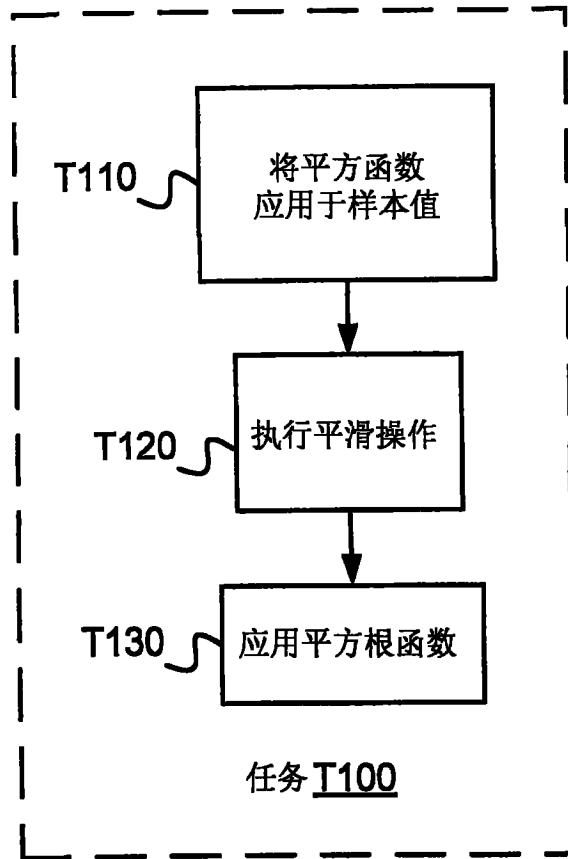 T110
将平方函数
应用于样本值
T120
执行平滑操作
T130
应用平方根函数
任务 T100